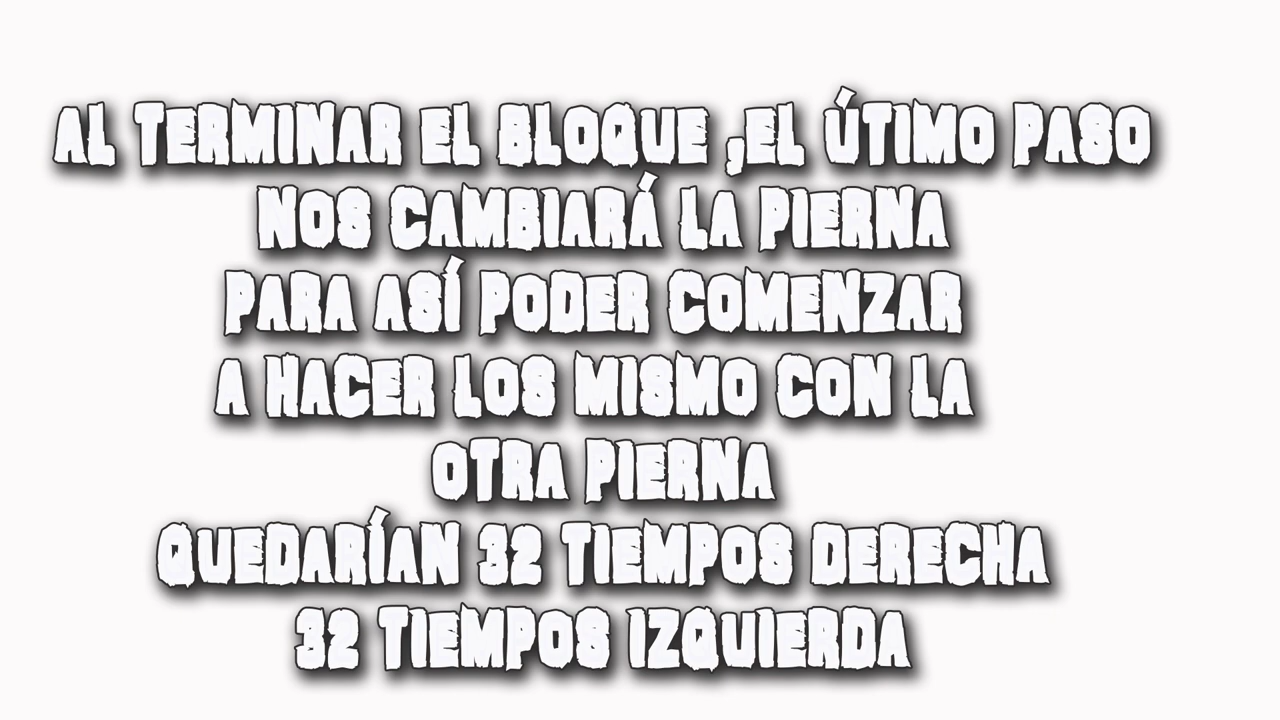 AL TERMINAR EL BLOQUE ,EL ÚTIMO PASO
NOS CAMBIARÁ LA PIERNA
PARA ASÍ PODER COMENZAR
A HACER LOS MISMO CON LA
OTRA PIERNA
QUEDARÍAN 32 TIEMPOS DERECHA
32 TIEMPOS IZQUIERDA